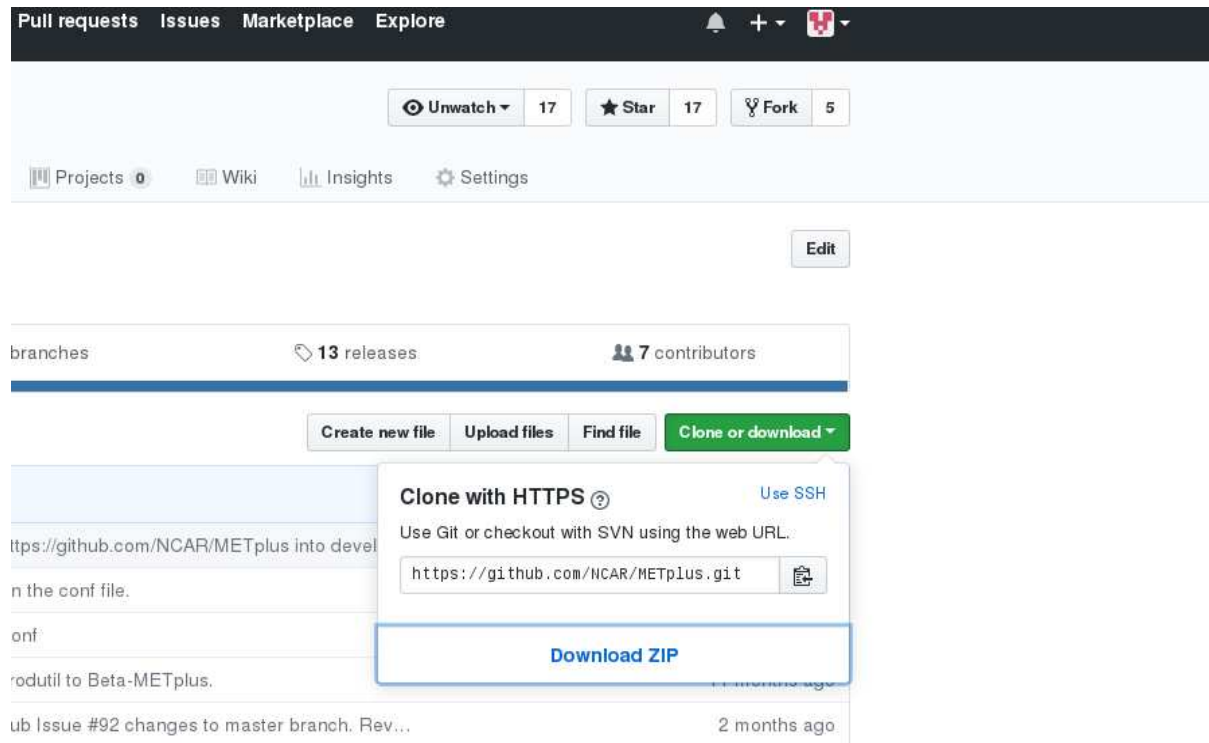 Pull requests Issues Marketplace Explore
Unwatch 17 Star 17 Fork 5
Projects 0 Wiki Insights Settings
Edit
branches 13 releases 7 contributors
Create new file Upload files Find file Clone or download
Clone with HTTPS Use SSH
Use Git or checkout with SVN using the web URL.
ttps://github.com/NCAR/METplus into devel
https://github.com/NCAR/METplus.git
n the conf file.
onf
Download ZIP
rodutil to Beta-METplus. 11 months ago
ub Issue #92 changes to master branch. Rev... 2 months ago